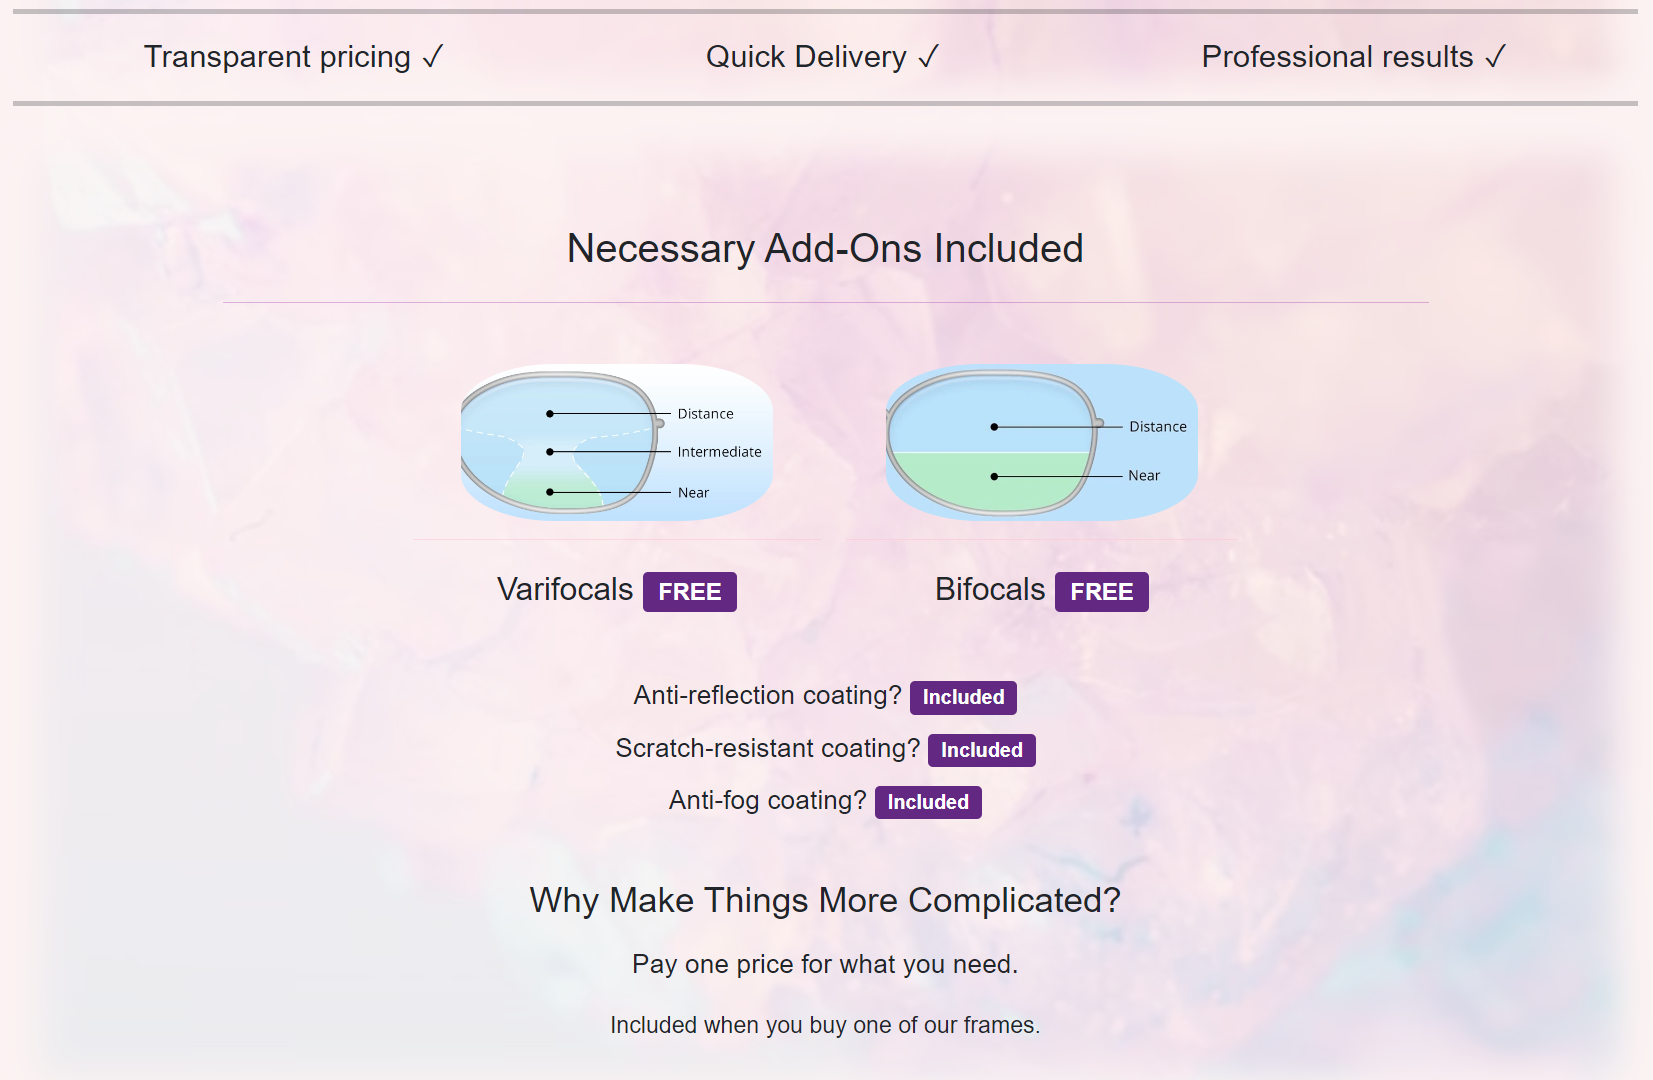 Transparent pricing ✓
Quick Delivery ✓
Professional results ✓
Necessary Add-Ons Included
Distance
Intermediate
Near
Distance
Near
Varifocals FREE
Bifocals FREE
Anti-reflection coating? Included
Scratch-resistant coating? Included
Anti-fog coating? Included
Why Make Things More Complicated?
Pay one price for what you need.
Included when you buy one of our frames.